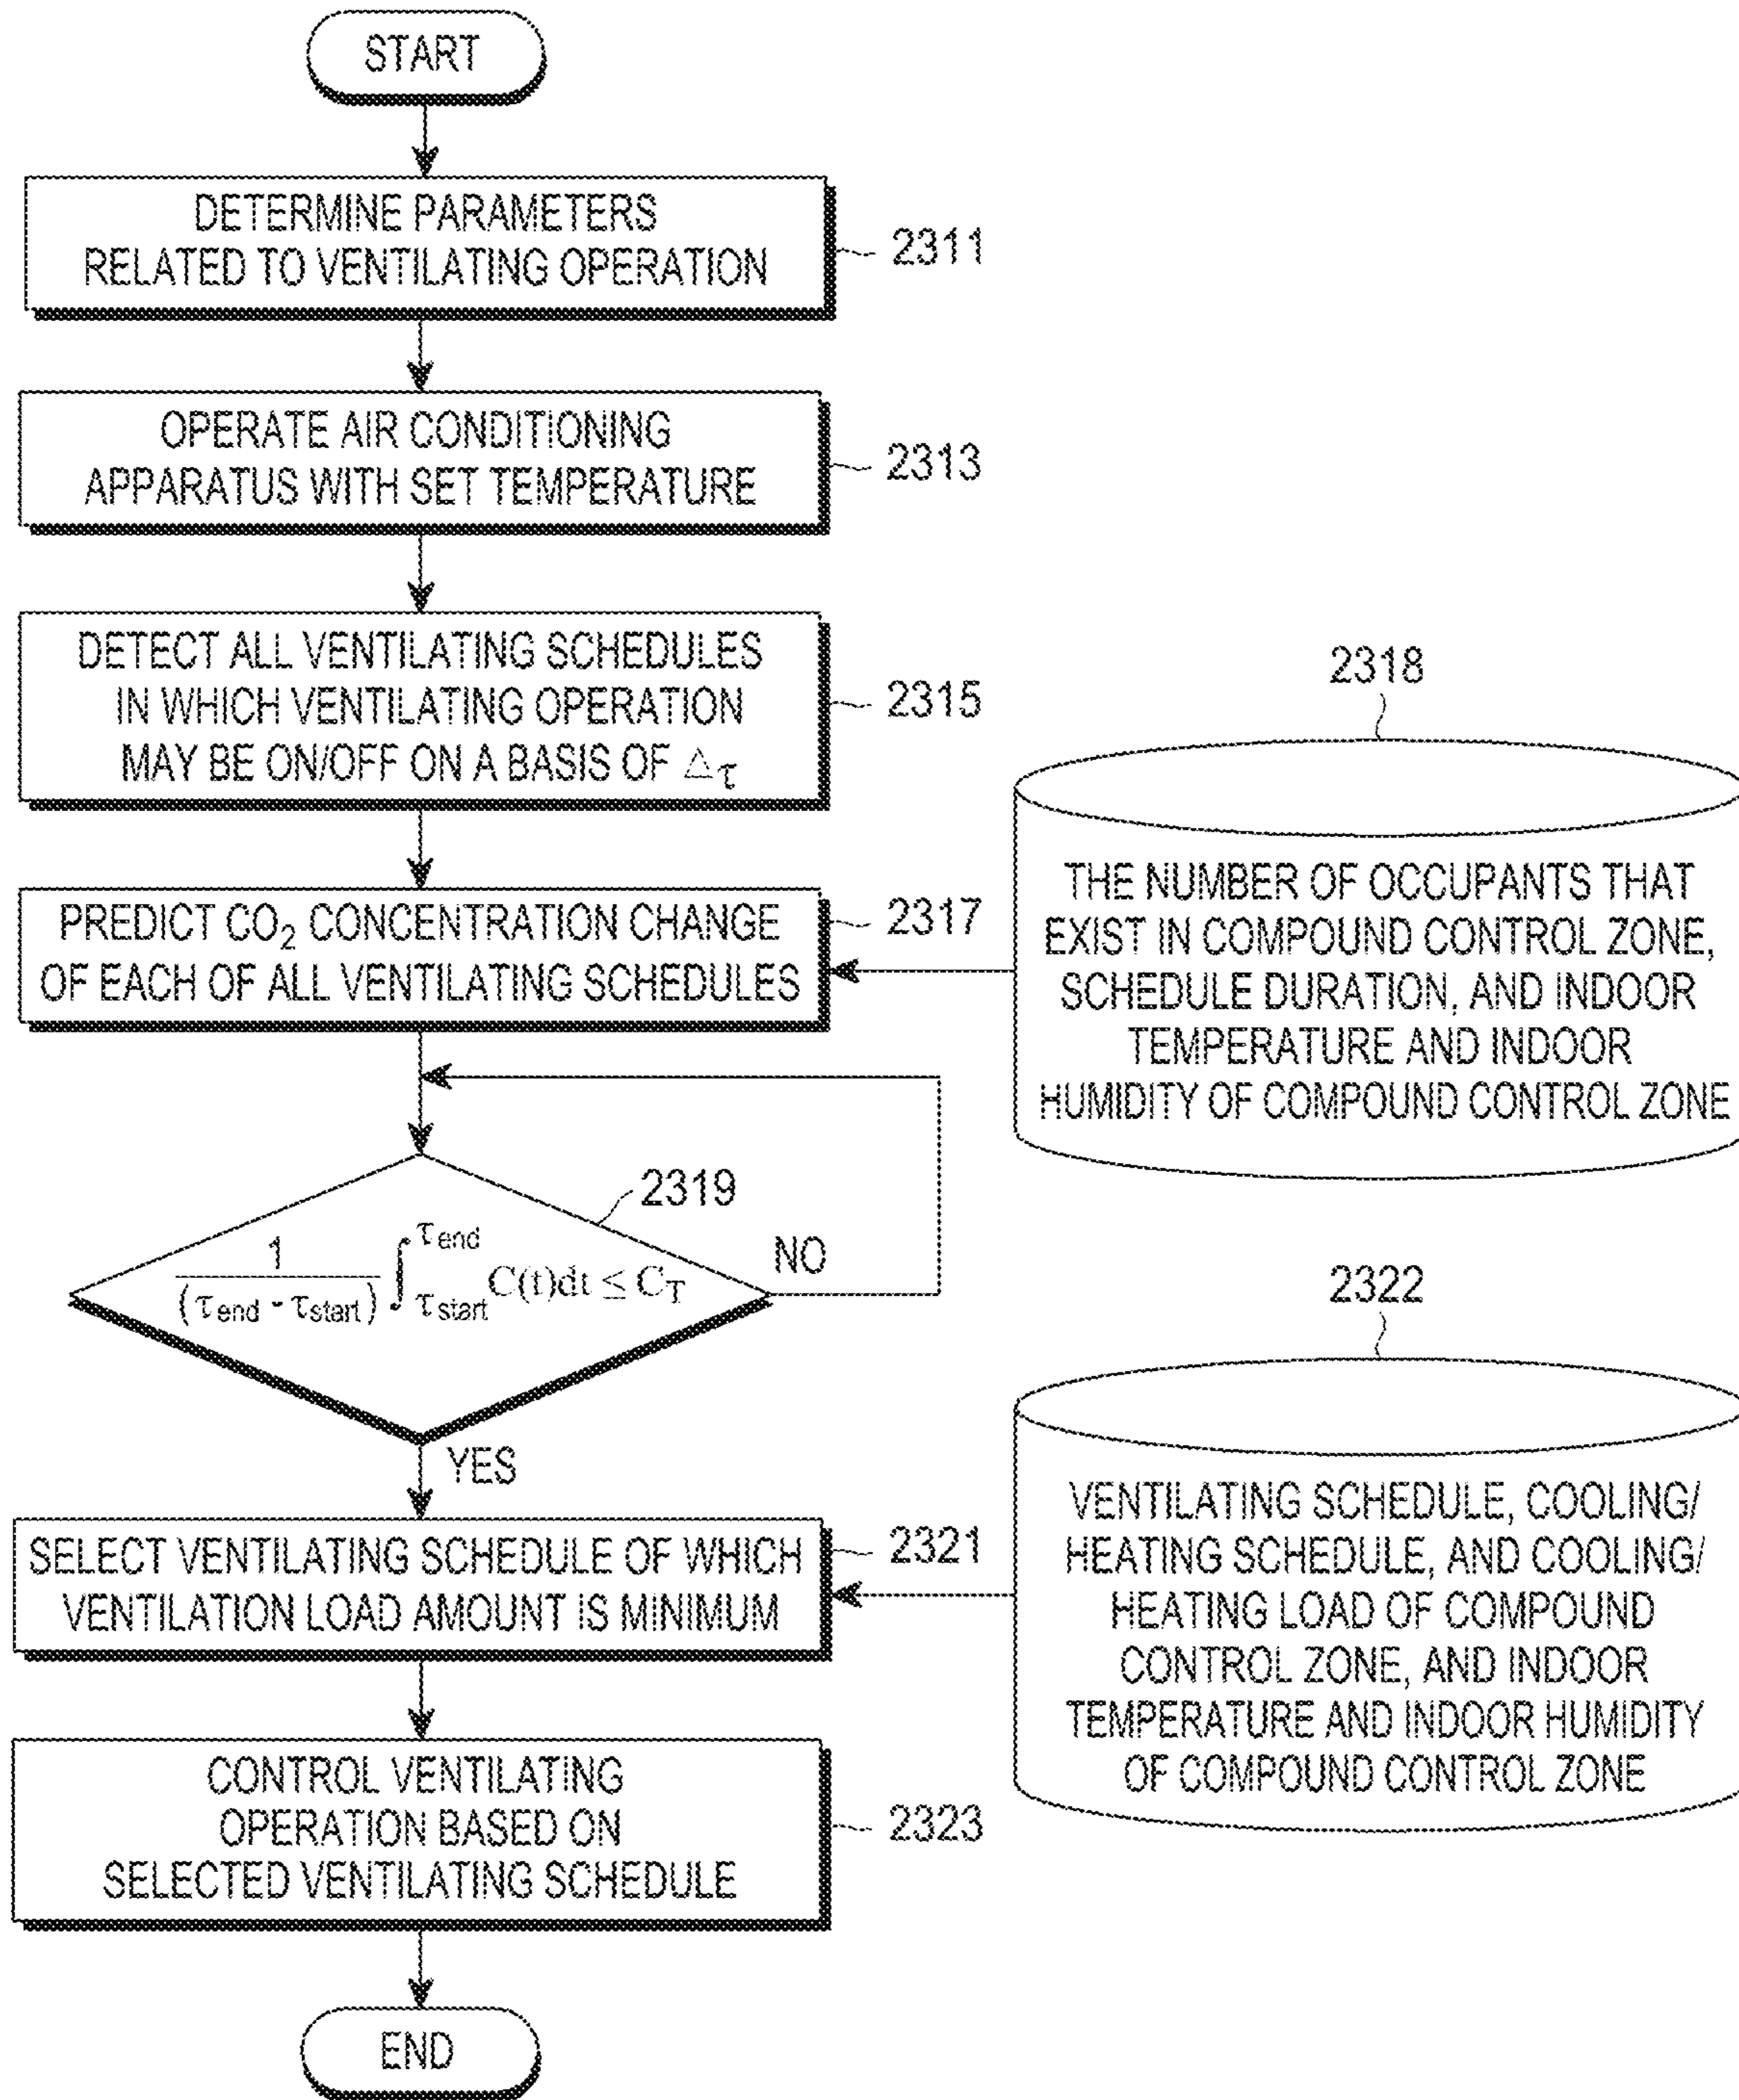 START
DETERMINE PARAMETERS
RELATED TO VENTILATING OPERATION
2311
OPERATE AIR CONDITIONING
APPARATUS WITH SET TEMPERATURE
2313
DETECT ALL VENTILATING SCHEDULES
IN WHICH VENTILATING OPERATION
MAY BE ON/OFF ON A BASIS OF △τ
2315
2318
THE NUMBER OF OCCUPANTS THAT
EXIST IN COMPOUND CONTROL ZONE,
SCHEDULE DURATION, AND INDOOR
TEMPERATURE AND INDOOR
HUMIDITY OF COMPOUND CONTROL ZONE
PREDICT CO₂ CONCENTRATION CHANGE
OF EACH OF ALL VENTILATING SCHEDULES
2317
2319
1/(τend - τstart) ∫τstart^τend C(t)dt ≤ CT
NO
YES
2322
VENTILATING SCHEDULE, COOLING/
HEATING SCHEDULE, AND COOLING/
HEATING LOAD OF COMPOUND
CONTROL ZONE, AND INDOOR
TEMPERATURE AND INDOOR HUMIDITY
OF COMPOUND CONTROL ZONE
SELECT VENTILATING SCHEDULE OF WHICH
VENTILATION LOAD AMOUNT IS MINIMUM
2321
CONTROL VENTILATING
OPERATION BASED ON
SELECTED VENTILATING SCHEDULE
2323
END